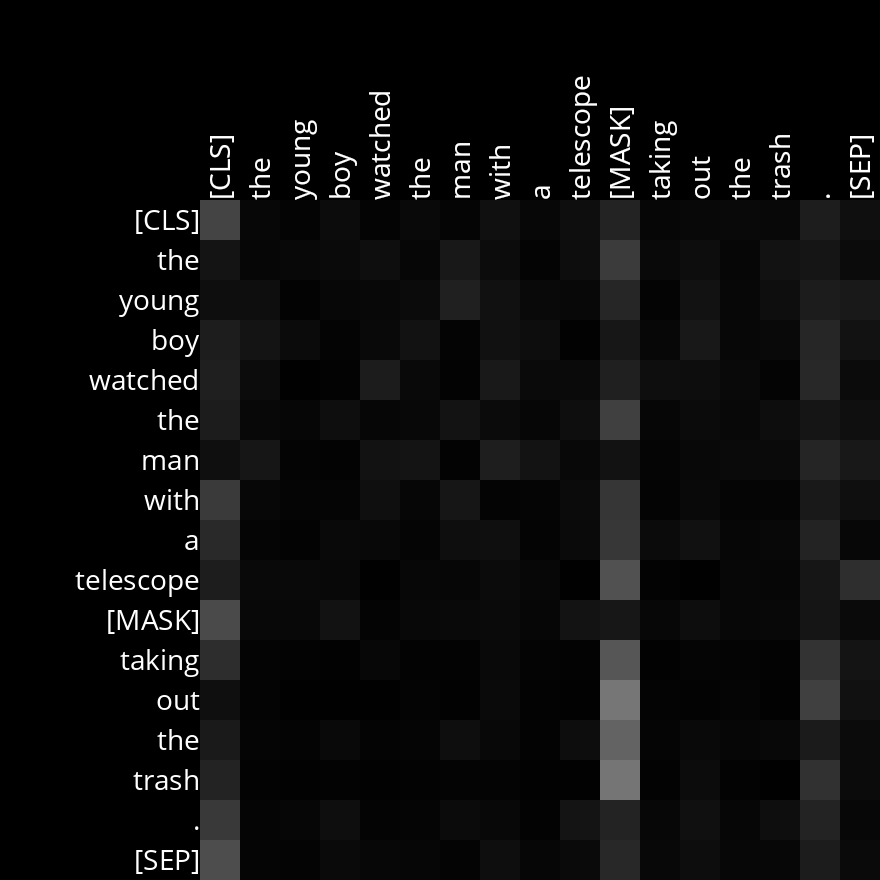 [CLS]
the
young
boy
watched
the
man
with
a
telescope
[MASK]
taking
out
the
trash
.
[SEP]
[CLS]
the
young
boy
watched
the
man
with
a
telescope
[MASK]
taking
out
the
trash
.
[SEP]